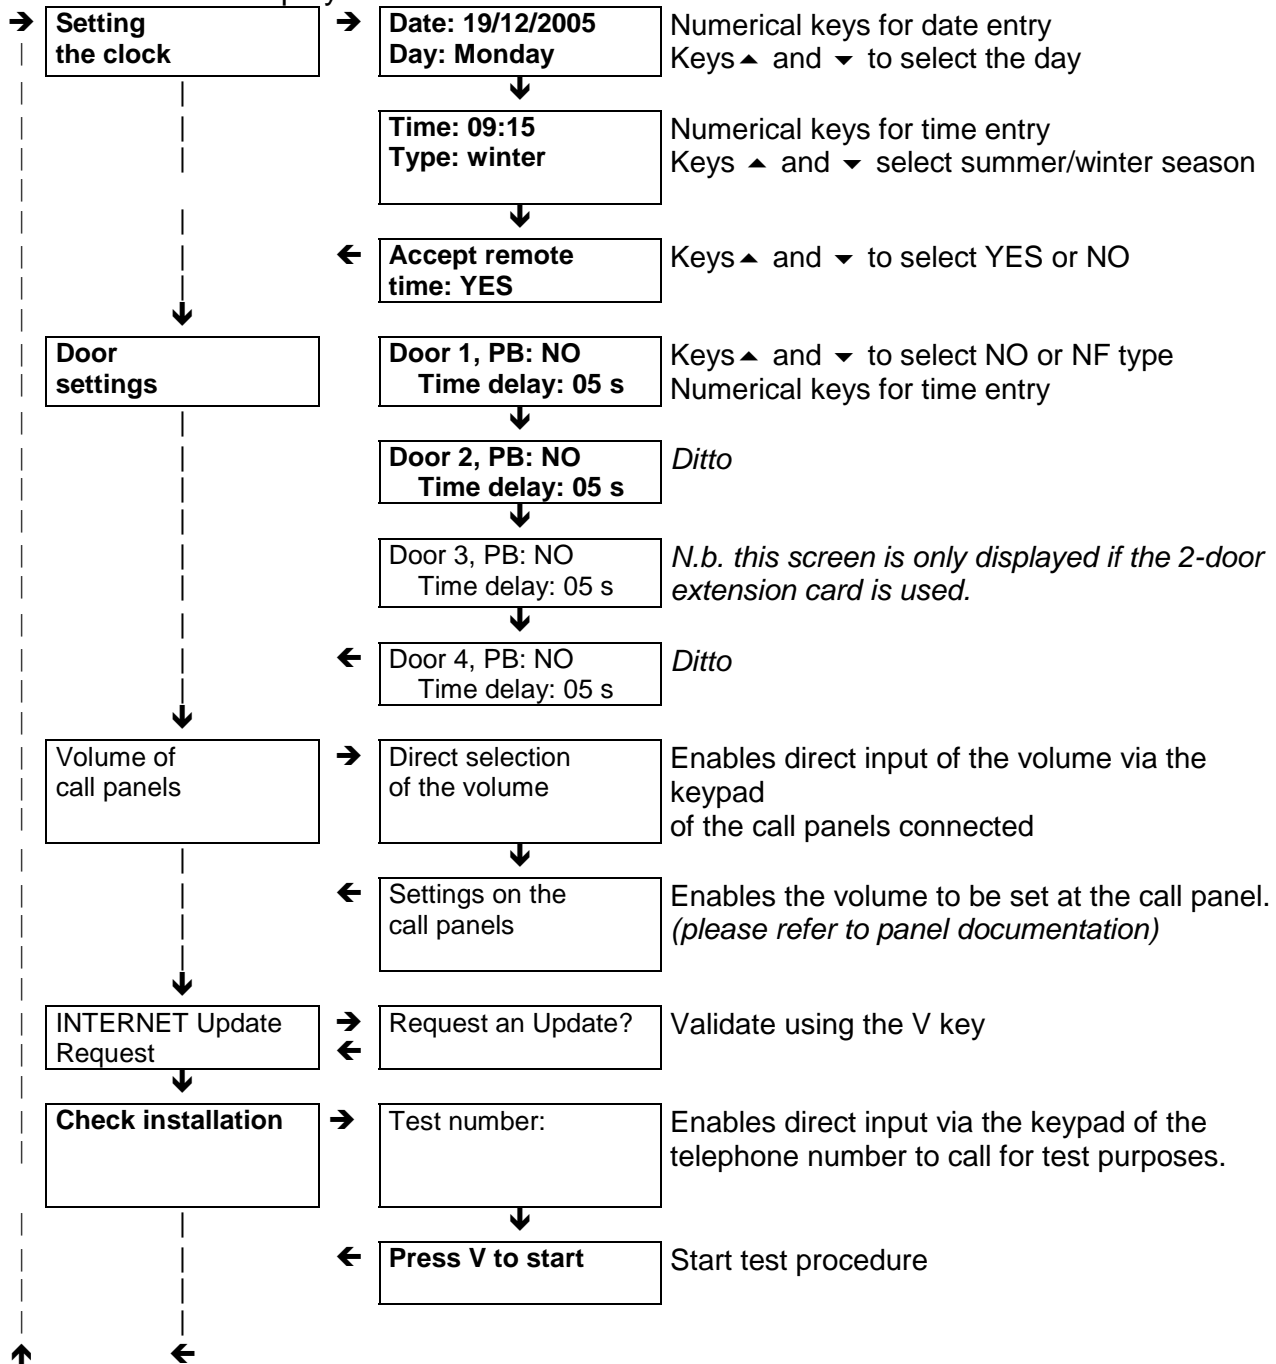 Setting
the clock
Date: 19/12/2005
Day: Monday
Numerical keys for date entry
Keys ▲ and ▼ to select the day
Time: 09:15
Type: winter
Numerical keys for time entry
Keys ▲ and ▼ select summer/winter season
Accept remote
time: YES
Keys ▲ and ▼ to select YES or NO
Door
settings
Door 1, PB: NO
Time delay: 05 s
Keys ▲ and ▼ to select NO or NF type
Numerical keys for time entry
Door 2, PB: NO
Time delay: 05 s
Ditto
Door 3, PB: NO
Time delay: 05 s
N.b. this screen is only displayed if the 2-door
extension card is used.
Door 4, PB: NO
Time delay: 05 s
Ditto
Volume of
call panels
Direct selection
of the volume
Enables direct input of the volume via the
keypad
of the call panels connected
Settings on the
call panels
Enables the volume to be set at the call panel.
(please refer to panel documentation)
INTERNET Update
Request
Request an Update?
Validate using the V key
Check installation
Test number:
Enables direct input via the keypad of the
telephone number to call for test purposes.
Press V to start
Start test procedure